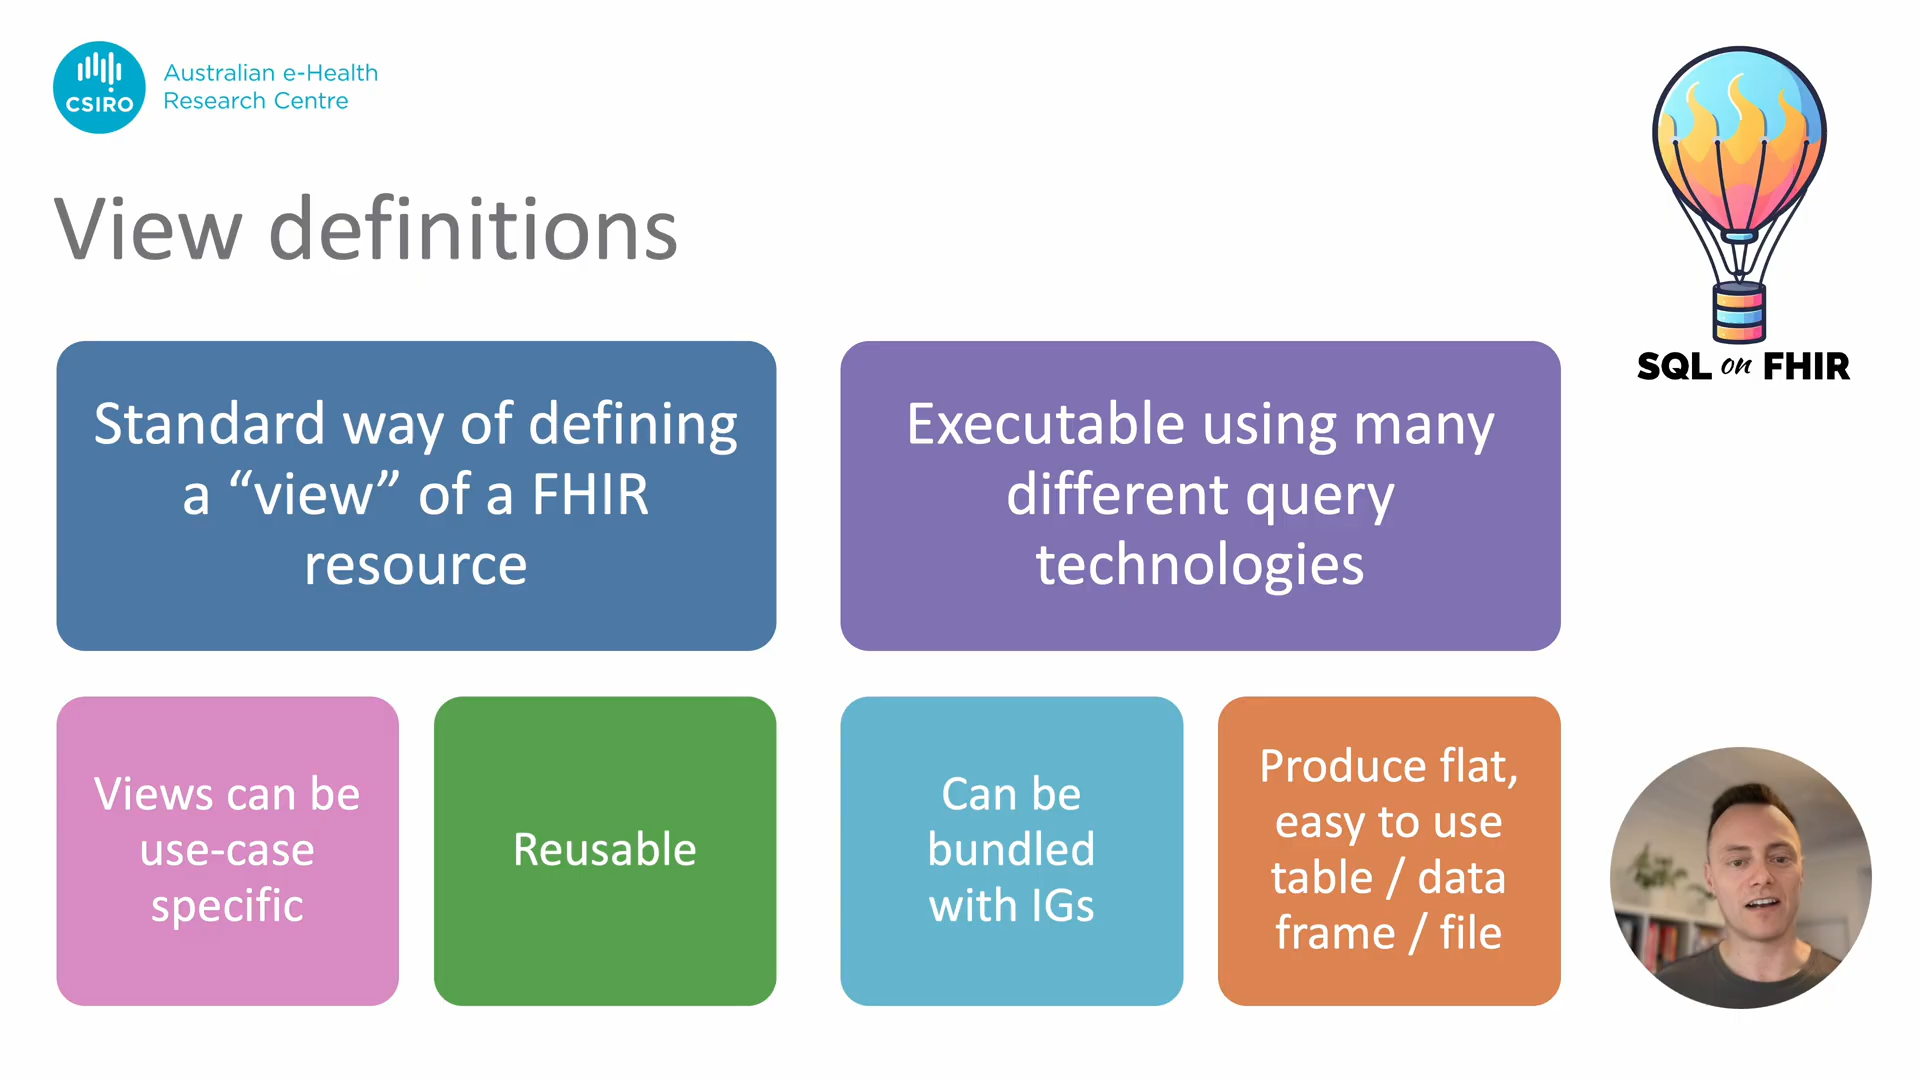 CSIRO
Australian e-Health
Research Centre
SQL on FHIR
View definitions
Standard way of defining
a “view” of a FHIR
resource
Executable using many
different query
technologies
Views can be
use-case
specific
Reusable
Can be
bundled
with IGs
Produce flat,
easy to use
table / data
frame / file